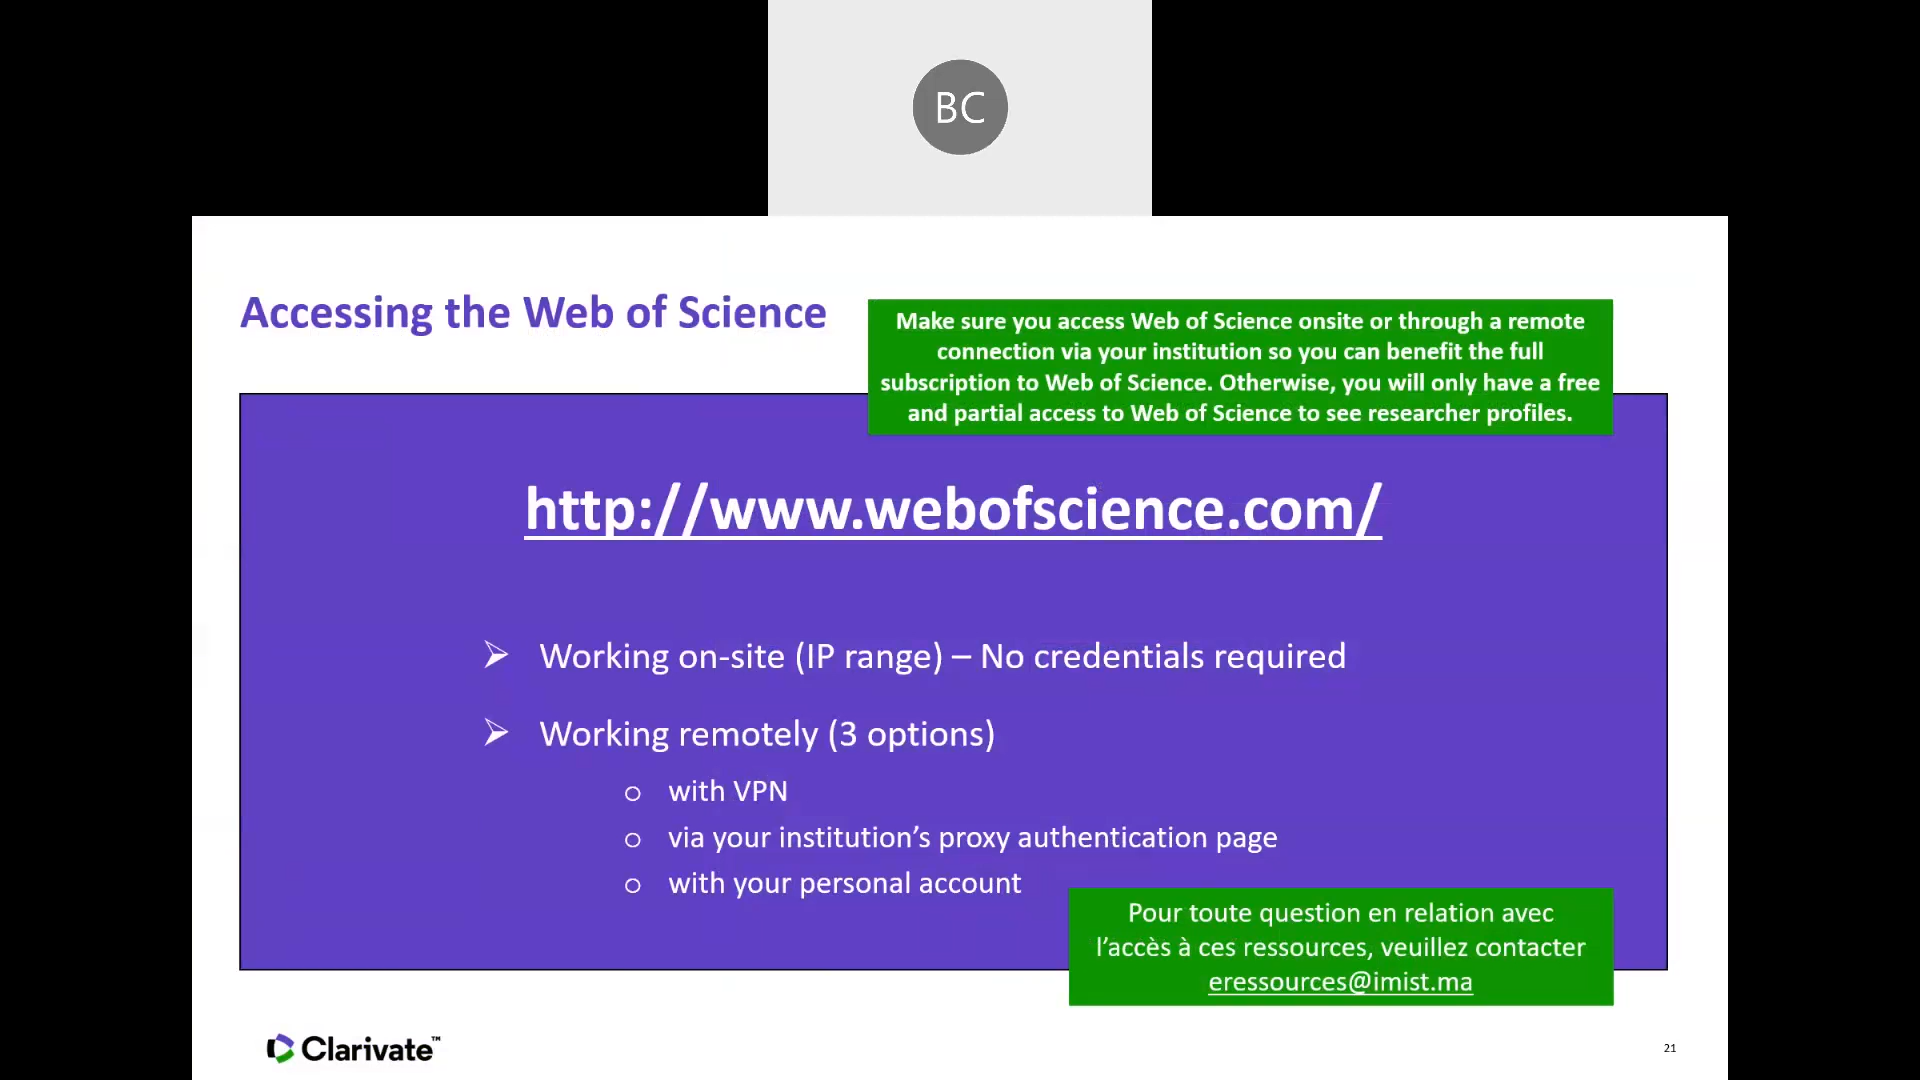 BC
Accessing the Web of Science
Make sure you access Web of Science onsite or through a remote
connection via your institution so you can benefit the full
subscription to Web of Science. Otherwise, you will only have a free
and partial access to Web of Science to see researcher profiles.
http://www.webofscience.com/
➢ Working on-site (IP range) – No credentials required
➢ Working remotely (3 options)
o with VPN
o via your institution’s proxy authentication page
o with your personal account
Pour toute question en relation avec
l’accès à ces ressources, veuillez contacter
eressources@imist.ma
Clarivate™
21